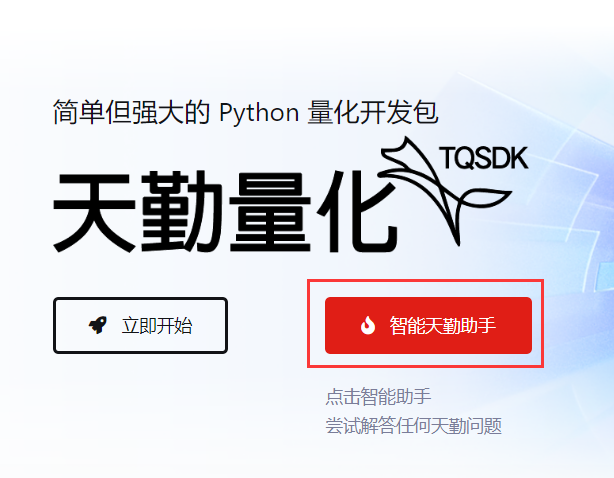 简单但强大的 Python 量化开发包
天勤量化
TQSDK
立即开始
智能天勤助手
点击智能助手
尝试解答任何天勤问题